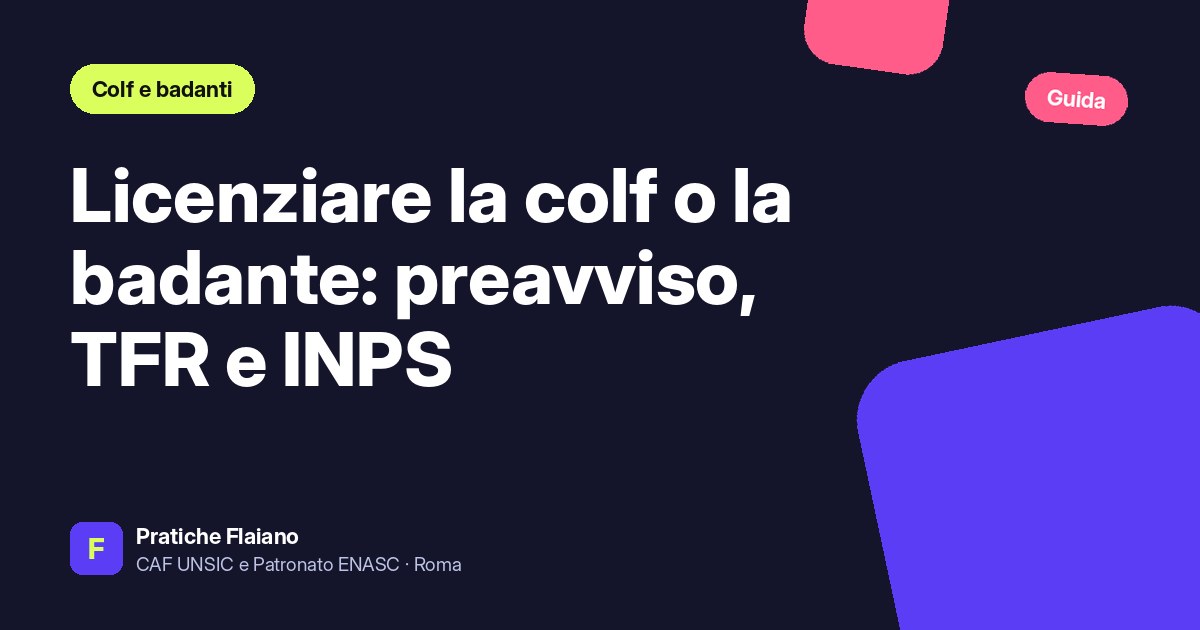 Colf e badanti
Guida
Licenziare la colf o la
badante: preavviso,
TFR e INPS
F
Pratiche Flaiano
CAF UNSIC e Patronato ENASC · Roma